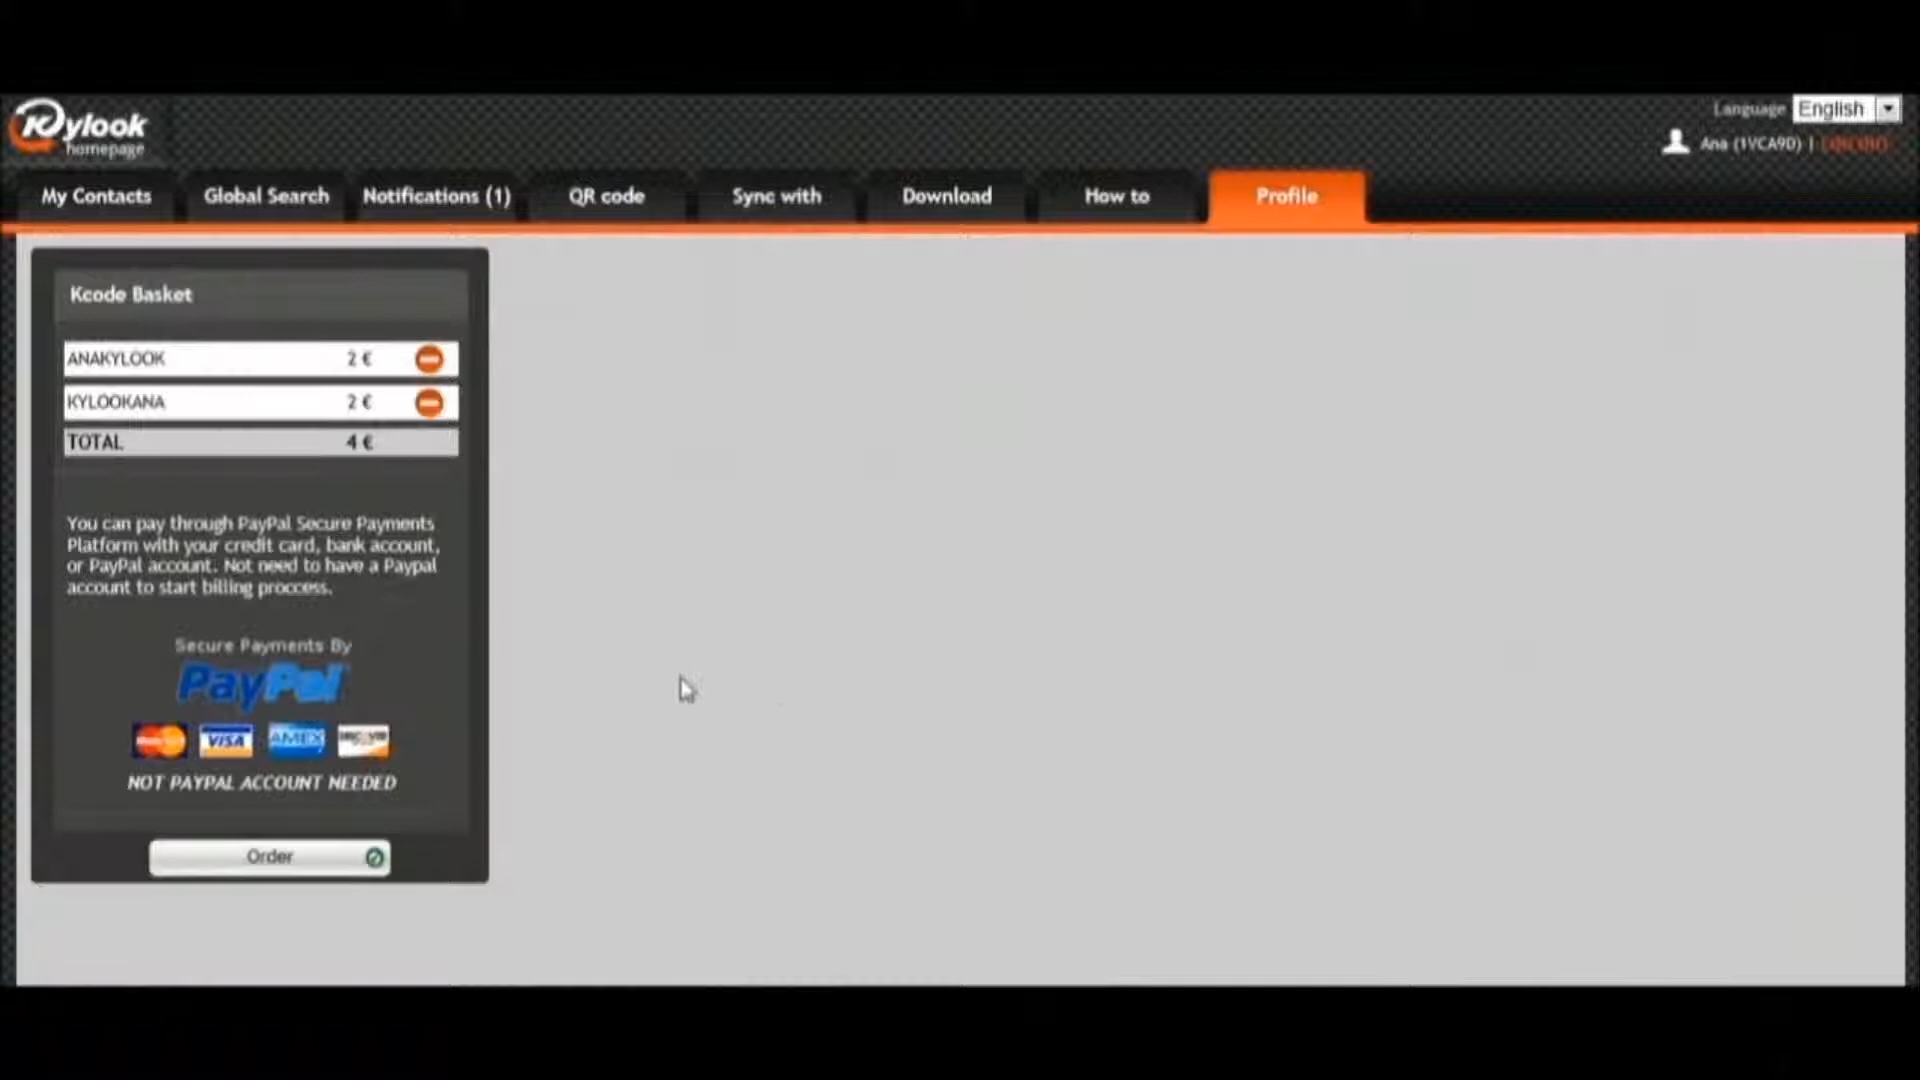 Kylook
homepage
Language English
Ana (1VCA9D) |
My Contacts Global Search Notifications (1) QR code Sync with Download How to Profile
Kcode Basket
ANAKYLOOK 2 €
KYLOOKANA 2 €
TOTAL 4 €
You can pay through PayPal Secure Payments
Platform with your credit card, bank account,
or PayPal account. Not need to have a Paypal
account to start billing proccess.
Secure Payments By
PayPal
MasterCard VISA AMEX DISCOVER
NOT PAYPAL ACCOUNT NEEDED
Order